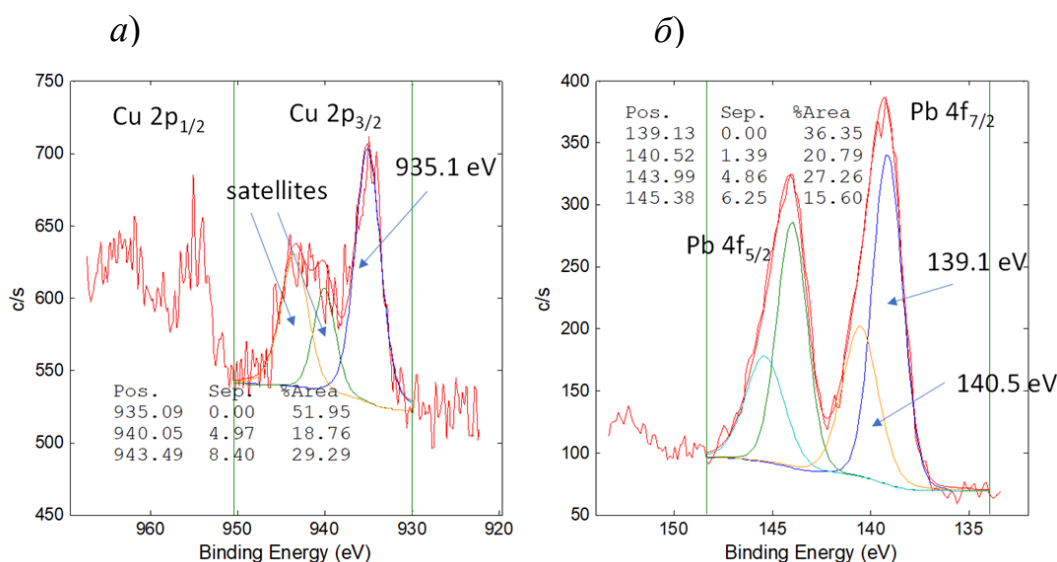 а)
750
700
650
600
550
500
450
c/s
Cu 2p1/2
Cu 2p3/2
satellites
935.1 eV
Pos. Sep. %Area
935.09 0.00 51.95
940.05 4.97 18.76
943.49 8.40 29.29
960 950 940 930 920
Binding Energy (eV)
б)
400
350
300
250
200
150
100
50
c/s
Pos. Sep. %Area
139.13 0.00 36.35
140.52 1.39 20.79
143.99 4.86 27.26
145.38 6.25 15.60
Pb 4f7/2
Pb 4f5/2
139.1 eV
140.5 eV
150 145 140 135
Binding Energy (eV)